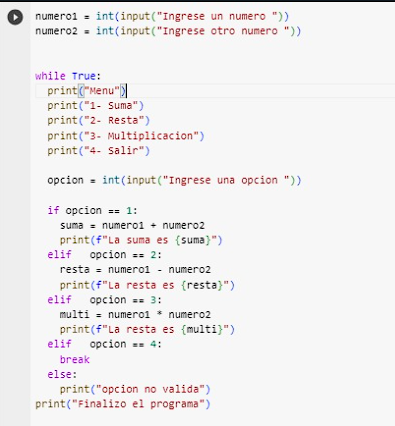 numero1 = int(input("Ingrese un numero "))
numero2 = int(input("Ingrese otro numero "))
while True:
  print("Menu")
  print("1- Suma")
  print("2- Resta")
  print("3- Multiplicacion")
  print("4- Salir")
  opcion = int(input("Ingrese una opcion "))
  if opcion == 1:
    suma = numero1 + numero2
    print(f"La suma es {suma}")
  elif   opcion == 2:
    resta = numero1 - numero2
    print(f"La resta es {resta}")
  elif   opcion == 3:
    multi = numero1 * numero2
    print(f"La resta es {multi}")
  elif   opcion == 4:
    break
  else:
    print("opcion no valida")
print("Finalizo el programa")